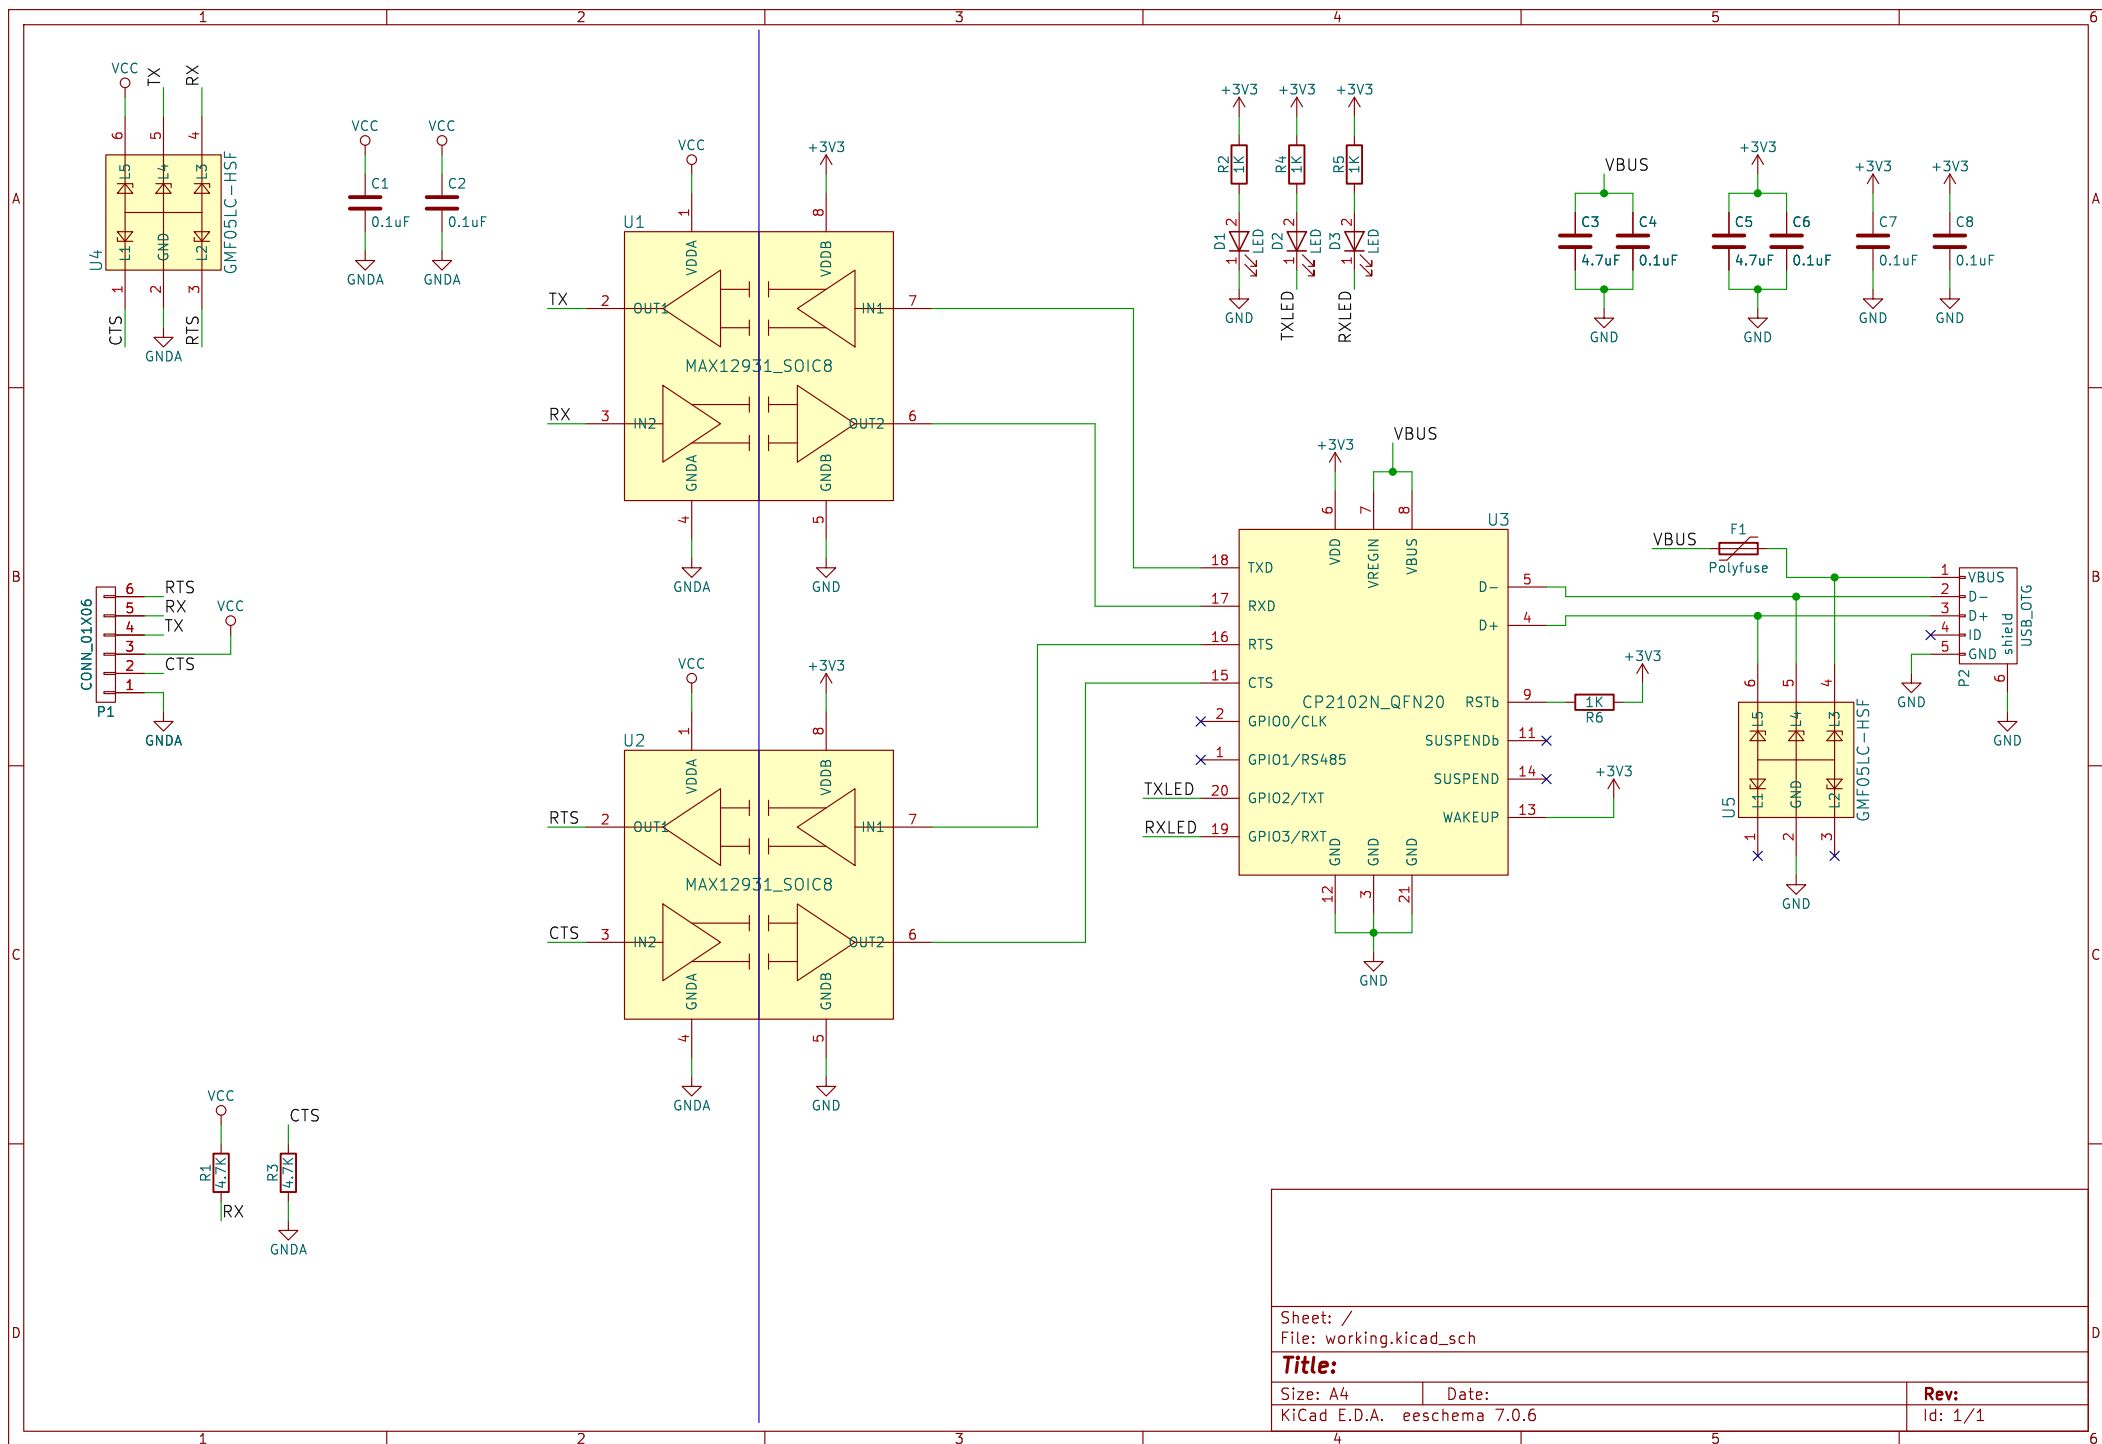 1 2 3 4 5 6
A
B
C
D
A
B
C
D
1 2 3 4 5 6
VCC TX RX
6 5 4
L5 L4 L3
L1 GND L2
U4
GMF05LC-HSF
1 2 3
CTS GNDA RTS
VCC
C1
0.1uF
GNDA
VCC
C2
0.1uF
GNDA
CONN_01X06
P1
6 RTS
5 RX
4 TX
3 VCC
2 CTS
1
GNDA
VCC
R1
4.7K
RX
CTS
R3
4.7K
GNDA
U1
VCC +3V3
1 8
VDDA VDDB
TX 2 OUT1 IN1 7
MAX12931_SOIC8
RX 3 IN2 OUT2 6
GNDA GNDB
4 5
GNDA GND
U2
VCC +3V3
1 8
VDDA VDDB
RTS 2 OUT1 IN1 7
MAX12931_SOIC8
CTS 3 IN2 OUT2 6
GNDA GNDB
4 5
GNDA GND
+3V3 +3V3 +3V3
R2 1K R4 1K R5 1K
2 2 2
D1 LED D2 LED D3 LED
1 1 1
GND TXLED RXLED
VBUS
C3 C4
4.7uF 0.1uF
GND
+3V3
C5 C6
4.7uF 0.1uF
GND
+3V3
C7
0.1uF
GND
+3V3
C8
0.1uF
GND
+3V3 VBUS
6 7 8
U3
VDD VREGIN VBUS
18 TXD
17 RXD
16 RTS
15 CTS
2 GPIO0/CLK
1 GPIO1/RS485
TXLED 20 GPIO2/TXT
RXLED 19 GPIO3/RXT
CP2102N_QFN20
D- 5
D+ 4
RSTb 9
SUSPENDb 11
SUSPEND 14
WAKEUP 13
GND GND GND
12 3 21
GND
1K
R6
+3V3
+3V3
VBUS
F1
Polyfuse
1 VBUS
2 D-
3 D+
4 ID
5 GND
shield
USB_OTG
P2
6
GND
GND
6 5 4
L5 L4 L3
L1 GND L2
U5
GMF05LC-HSF
1 2 3
GND
Sheet: /
File: working.kicad_sch
Title:
Size: A4 Date: Rev:
KiCad E.D.A. eeschema 7.0.6 Id: 1/1